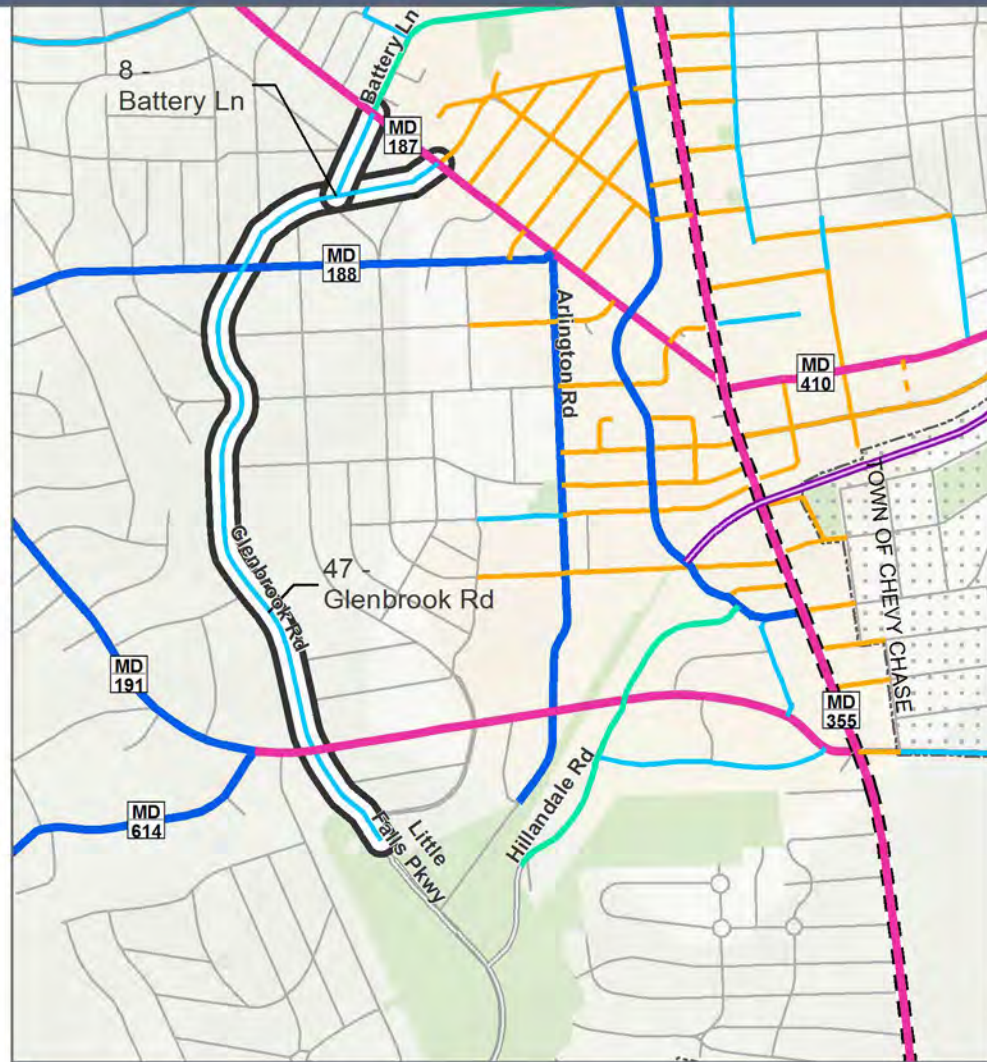 Battery Ln
8 -
Battery Ln
MD
187
MD
188
Arlington Rd
MD
410
TOWN OF CHEVY CHASE
Glenbrook Rd
47 -
Glenbrook Rd
MD
191
MD
355
MD
614
Hillandale Rd
Little
Falls Pkwy